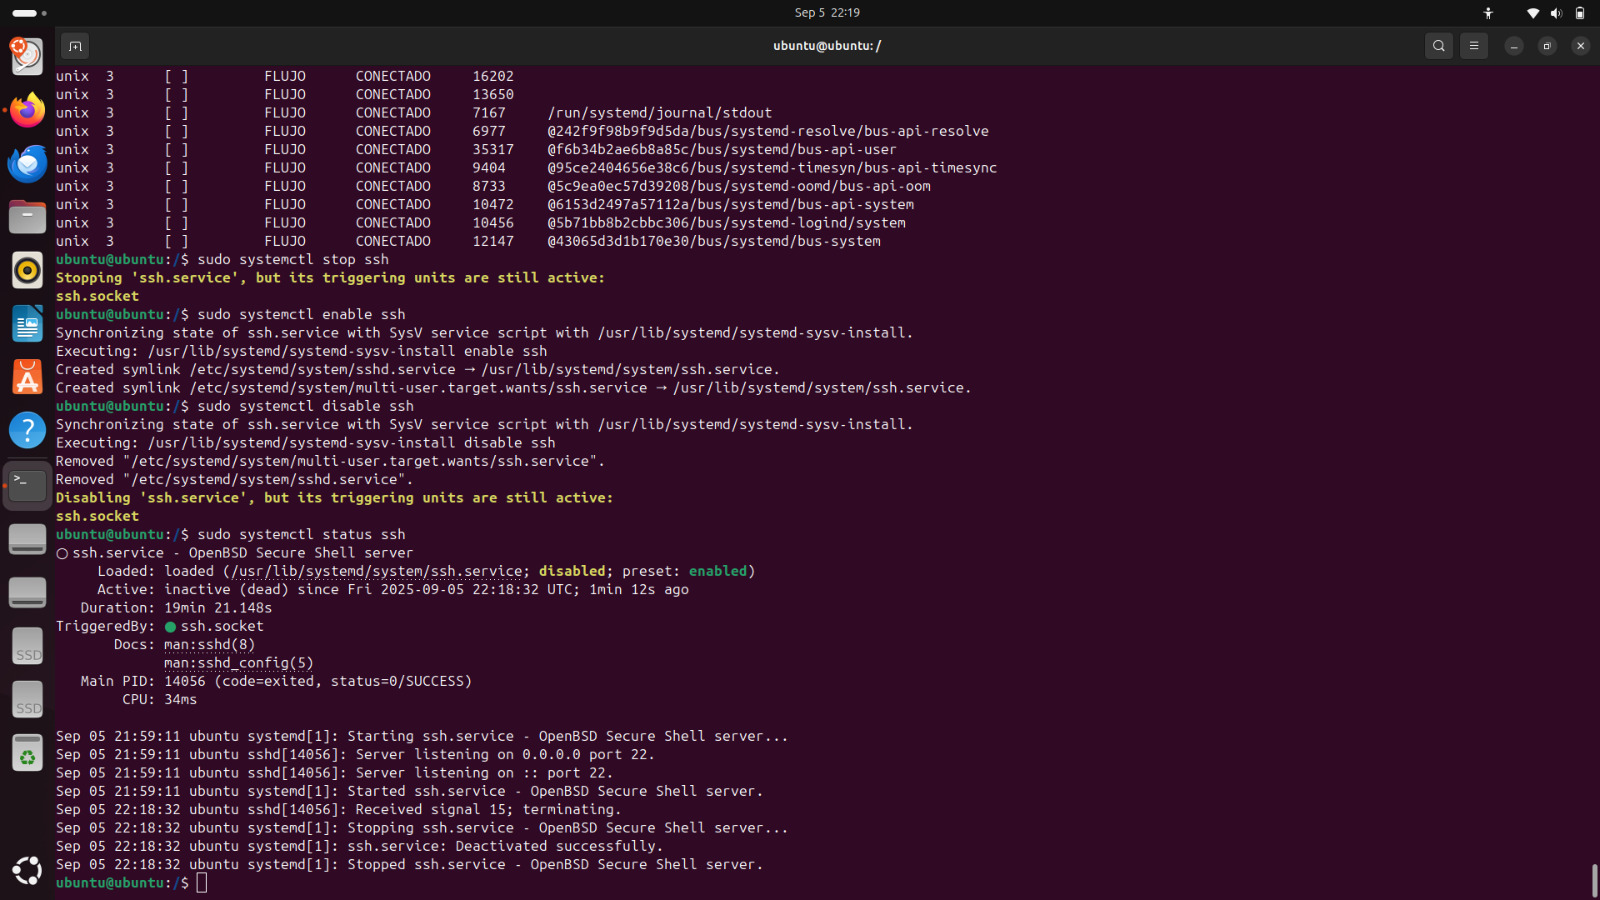 Sep 5 22:19
ubuntu@ubuntu: /
unix 3 [ ] FLUJO CONECTADO 16202
unix 3 [ ] FLUJO CONECTADO 13650
unix 3 [ ] FLUJO CONECTADO 7167 /run/systemd/journal/stdout
unix 3 [ ] FLUJO CONECTADO 6977 @242f9f98b9f9d5da/bus/systemd-resolve/bus-api-resolve
unix 3 [ ] FLUJO CONECTADO 35317 @f6b34b2ae6b8a85c/bus/systemd/bus-api-user
unix 3 [ ] FLUJO CONECTADO 9404 @95ce2404656e38c6/bus/systemd-timesyn/bus-api-timesync
unix 3 [ ] FLUJO CONECTADO 8733 @5c9ea0ec57d39208/bus/systemd-oomd/bus-api-oom
unix 3 [ ] FLUJO CONECTADO 10472 @6153d2497a57112a/bus/systemd/bus-api-system
unix 3 [ ] FLUJO CONECTADO 10456 @5b71bb8b2cbbc306/bus/systemd-logind/system
unix 3 [ ] FLUJO CONECTADO 12147 @43065d3d1b170e30/bus/systemd/bus-system
ubuntu@ubuntu:/$ sudo systemctl stop ssh
Stopping 'ssh.service', but its triggering units are still active:
ssh.socket
ubuntu@ubuntu:/$ sudo systemctl enable ssh
Synchronizing state of ssh.service with SysV service script with /usr/lib/systemd/systemd-sysv-install.
Executing: /usr/lib/systemd/systemd-sysv-install enable ssh
Created symlink /etc/systemd/system/sshd.service → /usr/lib/systemd/system/ssh.service.
Created symlink /etc/systemd/system/multi-user.target.wants/ssh.service → /usr/lib/systemd/system/ssh.service.
ubuntu@ubuntu:/$ sudo systemctl disable ssh
Synchronizing state of ssh.service with SysV service script with /usr/lib/systemd/systemd-sysv-install.
Executing: /usr/lib/systemd/systemd-sysv-install disable ssh
Removed "/etc/systemd/system/multi-user.target.wants/ssh.service".
Removed "/etc/systemd/system/sshd.service".
Disabling 'ssh.service', but its triggering units are still active:
ssh.socket
ubuntu@ubuntu:/$ sudo systemctl status ssh
○ ssh.service - OpenBSD Secure Shell server
Loaded: loaded (/usr/lib/systemd/system/ssh.service; disabled; preset: enabled)
Active: inactive (dead) since Fri 2025-09-05 22:18:32 UTC; 1min 12s ago
Duration: 19min 21.148s
TriggeredBy: ● ssh.socket
Docs: man:sshd(8)
man:sshd_config(5)
Main PID: 14056 (code=exited, status=0/SUCCESS)
CPU: 34ms
Sep 05 21:59:11 ubuntu systemd[1]: Starting ssh.service - OpenBSD Secure Shell server...
Sep 05 21:59:11 ubuntu sshd[14056]: Server listening on 0.0.0.0 port 22.
Sep 05 21:59:11 ubuntu sshd[14056]: Server listening on :: port 22.
Sep 05 21:59:11 ubuntu systemd[1]: Started ssh.service - OpenBSD Secure Shell server.
Sep 05 22:18:32 ubuntu sshd[14056]: Received signal 15; terminating.
Sep 05 22:18:32 ubuntu systemd[1]: Stopping ssh.service - OpenBSD Secure Shell server...
Sep 05 22:18:32 ubuntu systemd[1]: ssh.service: Deactivated successfully.
Sep 05 22:18:32 ubuntu systemd[1]: Stopped ssh.service - OpenBSD Secure Shell server.
ubuntu@ubuntu:/$
SSD
SSD